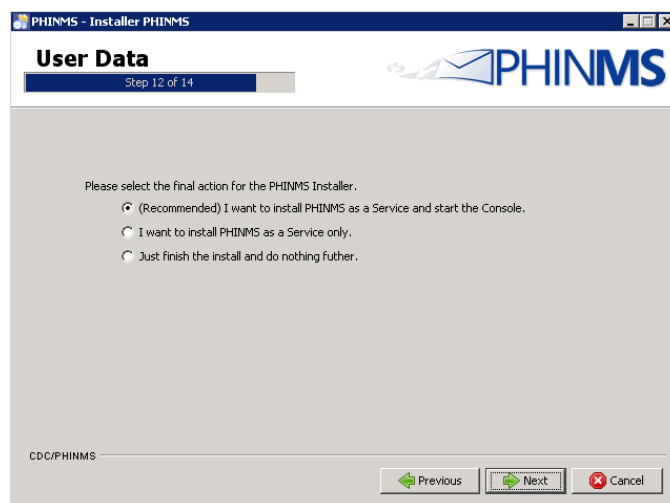 PHINMS - Installer PHINMS
User Data
Step 12 of 14
PHINMS
Please select the final action for the PHINMS Installer.
(Recommended) I want to install PHINMS as a Service and start the Console.
I want to install PHINMS as a Service only.
Just finish the install and do nothing futher.
CDC/PHINMS
Previous
Next
Cancel